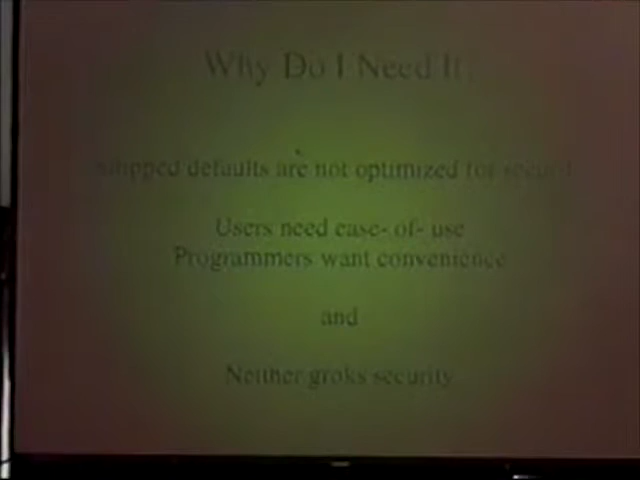 Why Do I Need It
Shipped defaults are not optimized for security
Users need ease- of- use
Programmers want convenience
and
Neither groks security